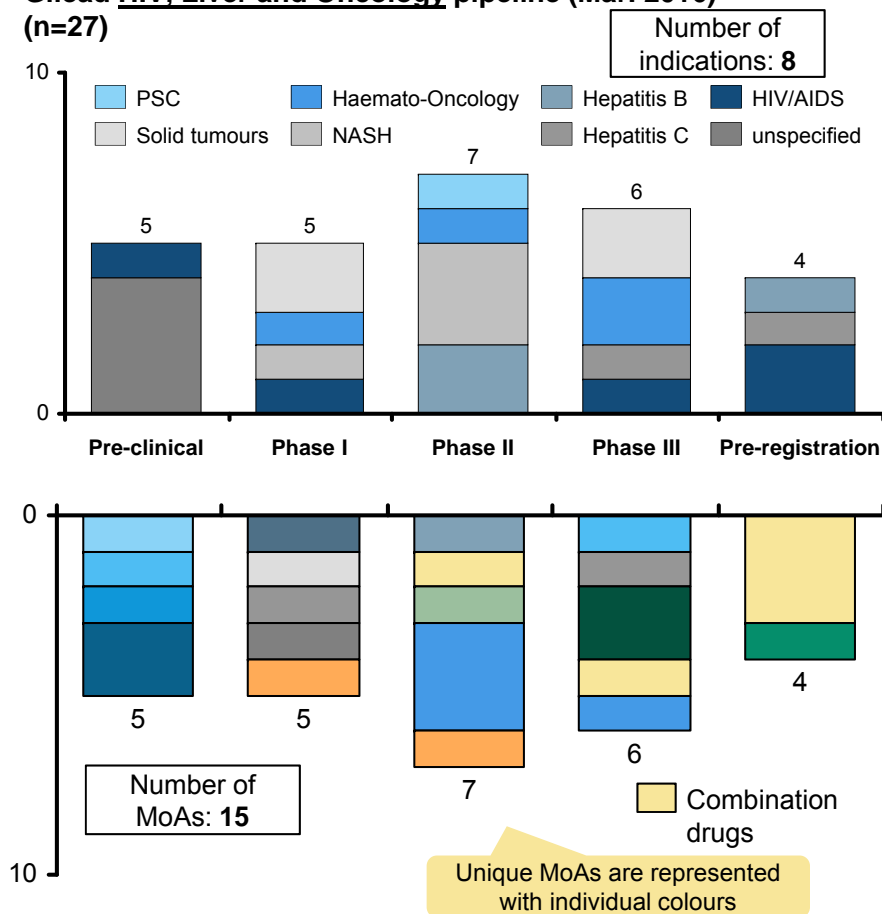 (n=27)
Number of
indications: 8
10
PSC
Haemato-Oncology
Hepatitis B
HIV/AIDS
Solid tumours
NASH
Hepatitis C
unspecified
5
5
7
6
4
0
Pre-clinical
Phase I
Phase II
Phase III
Pre-registration
0
5
5
7
6
4
Number of
MoAs: 15
Combination
drugs
10
Unique MoAs are represented
with individual colours